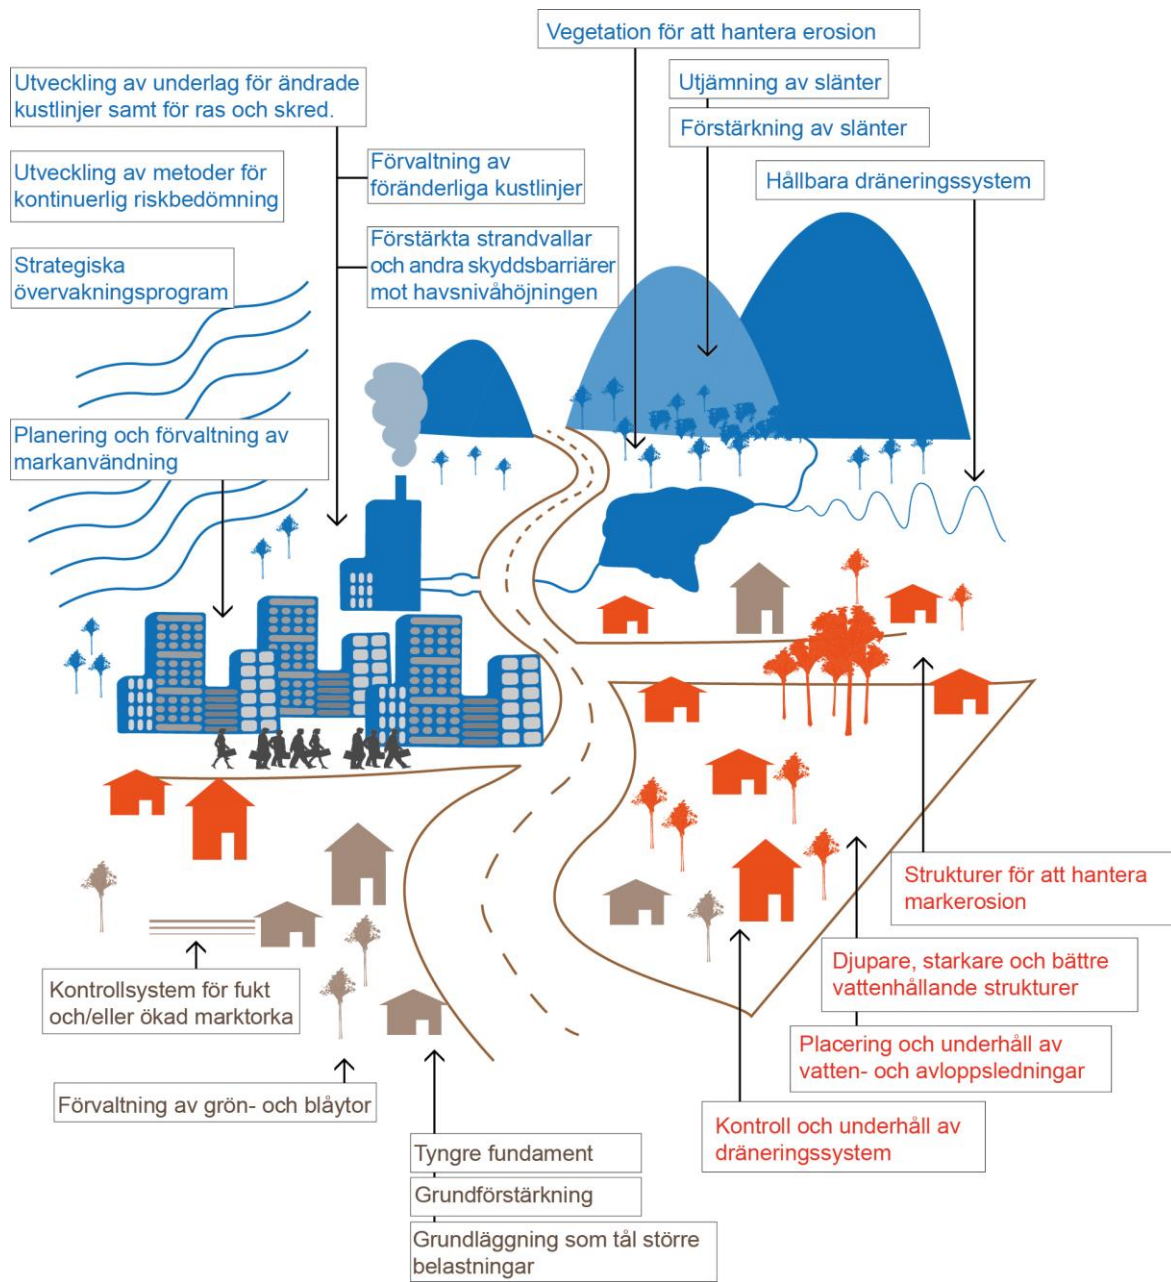 Vegetation för att hantera erosion
Utveckling av underlag för ändrade
kustlinjer samt för ras och skred.
Utjämning av slänter
Förstärkning av slänter
Utveckling av metoder för
kontinuerlig riskbedömning
Förvaltning av
föränderliga kustlinjer
Hållbara dräneringssystem
Strategiska
övervakningsprogram
Förstärkta strandvallar
och andra skyddsbarriärer
mot havsnivåhöjningen
Planering och förvaltning av
markanvändning
Strukturer för att hantera
markerosion
Djupare, starkare och bättre
vattenhållande strukturer
Placering och underhåll av
vatten- och avloppsledningar
Kontroll och underhåll av
dräneringssystem
Kontrollsystem för fukt
och/eller ökad marktorka
Förvaltning av grön- och blåytor
Tyngre fundament
Grundförstärkning
Grundläggning som tål större
belastningar